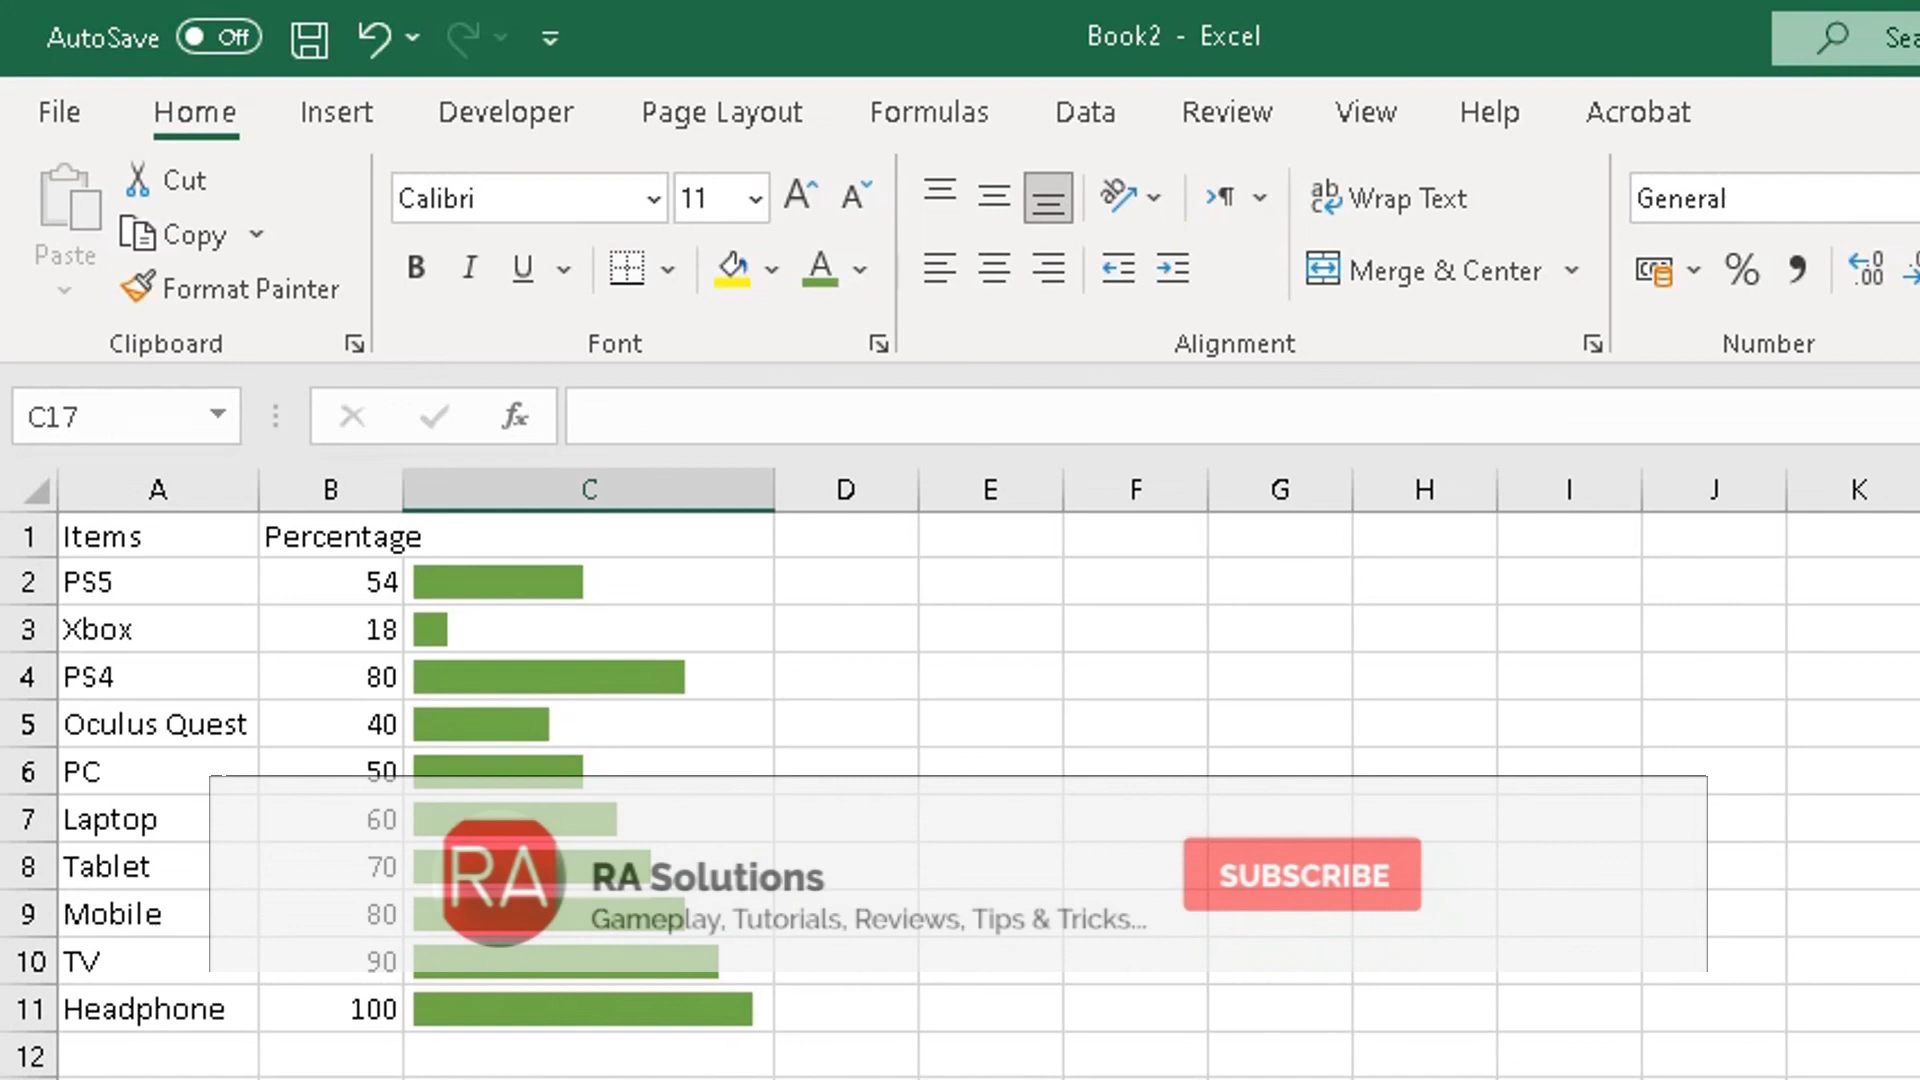 AutoSave Off Book2 - Excel
File Home Insert Developer Page Layout Formulas Data Review View Help Acrobat
Cut
Copy
Paste
Format Painter
Clipboard
Calibri 11
B I U A
Font
Wrap Text
Merge & Center
Alignment
General
%
Number
C17 fx
A B C D E F G H I J K
1 Items Percentage
2 PS5 54
3 Xbox 18
4 PS4 80
5 Oculus Quest 40
6 PC 50
7 Laptop 60
8 Tablet 70
9 Mobile 80
10 TV 90
11 Headphone 100
12
RA
RA Solutions
Gameplay, Tutorials, Reviews, Tips & Tricks...
SUBSCRIBE